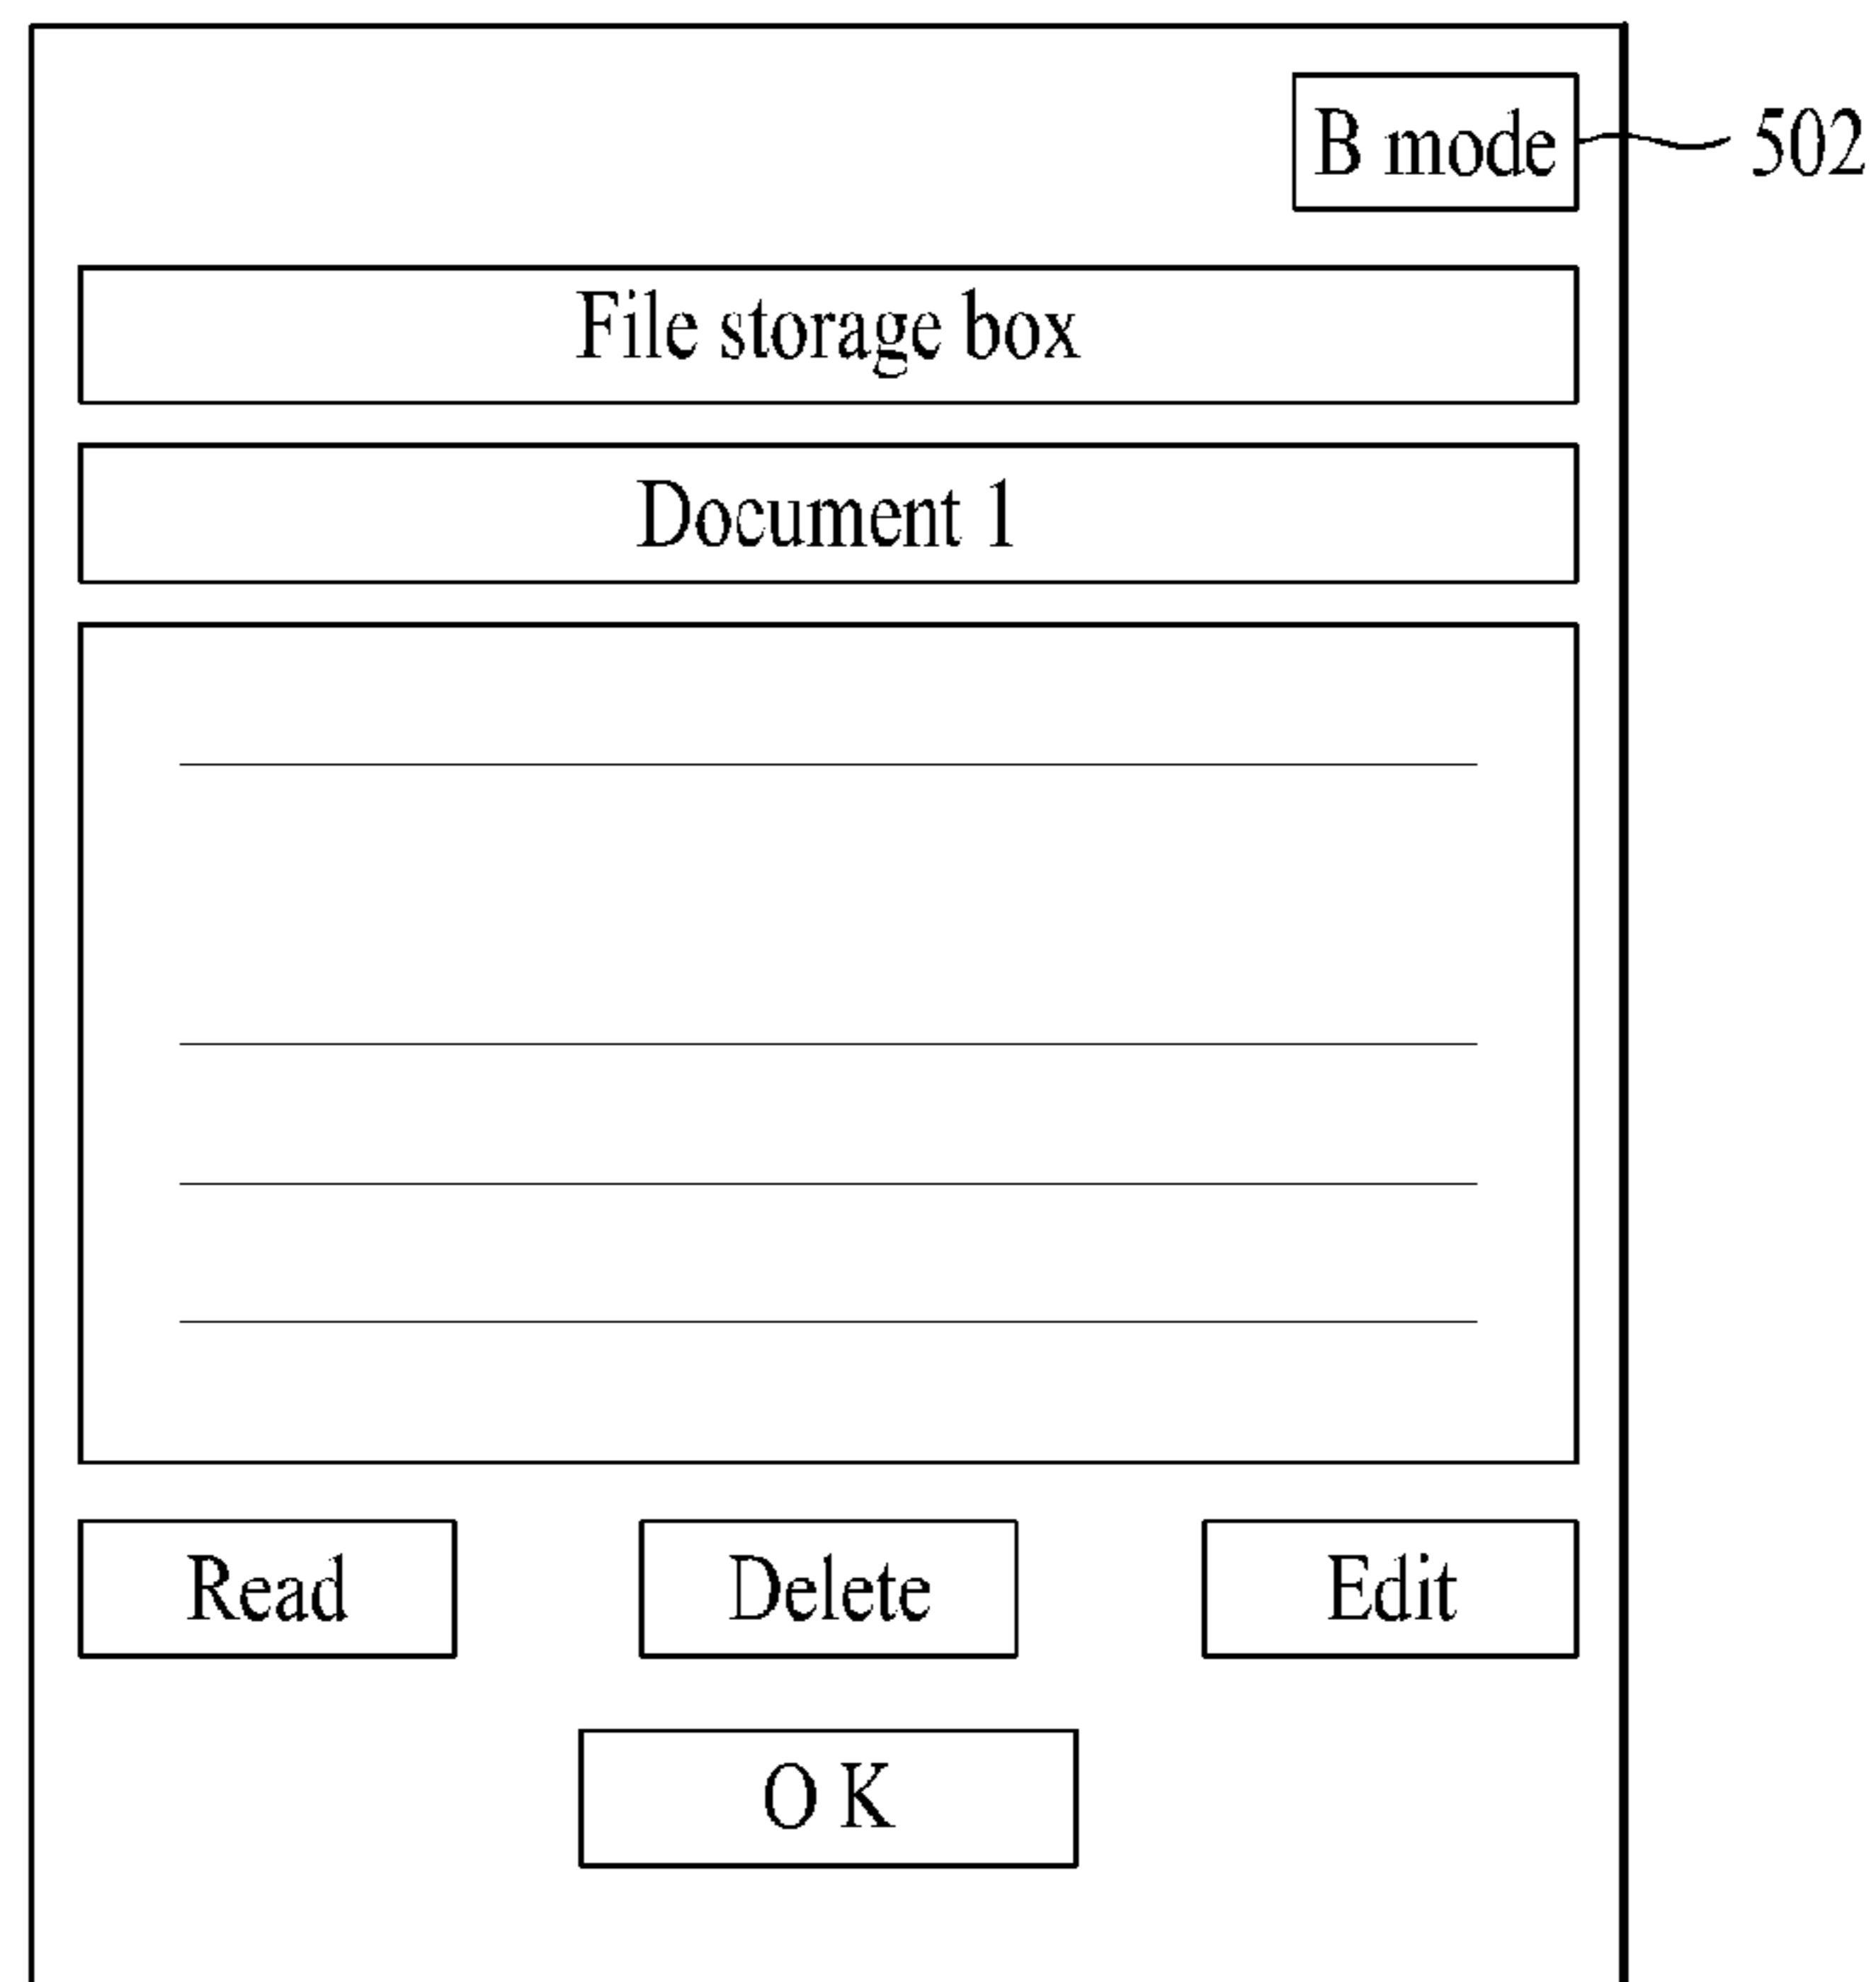 B mode 502
File storage box
Document 1
Read Delete Edit
O K